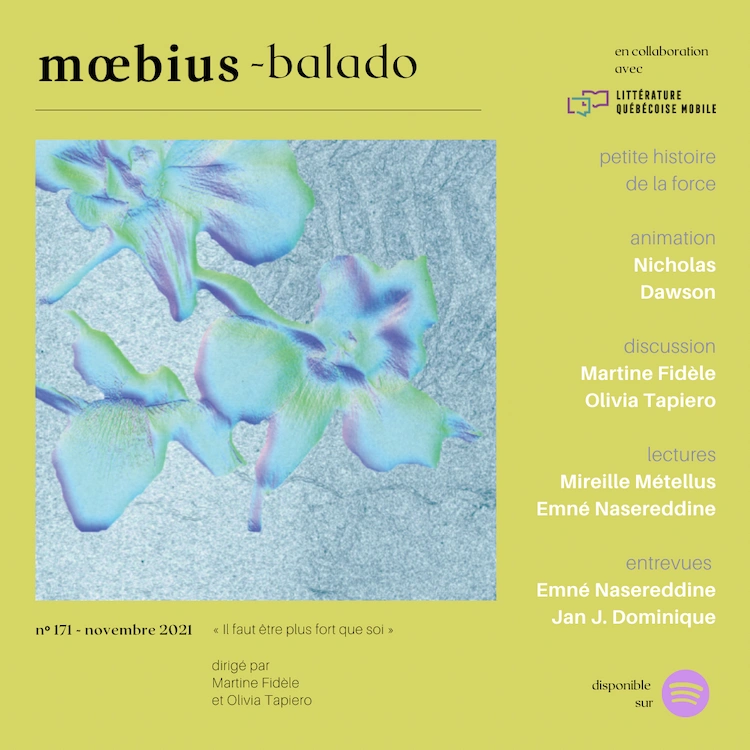 mœbius -balado
en collaboration
avec
LITTÉRATURE
QUÉBÉCOISE MOBILE
petite histoire
de la force
animation
Nicholas
Dawson
discussion
Martine Fidèle
Olivia Tapiero
lectures
Mireille Métellus
Emné Nasereddine
entrevues
Emné Nasereddine
Jan J. Dominique
nº 171 - novembre 2021 « Il faut être plus fort que soi »
dirigé par
Martine Fidèle
et Olivia Tapiero
disponible
sur